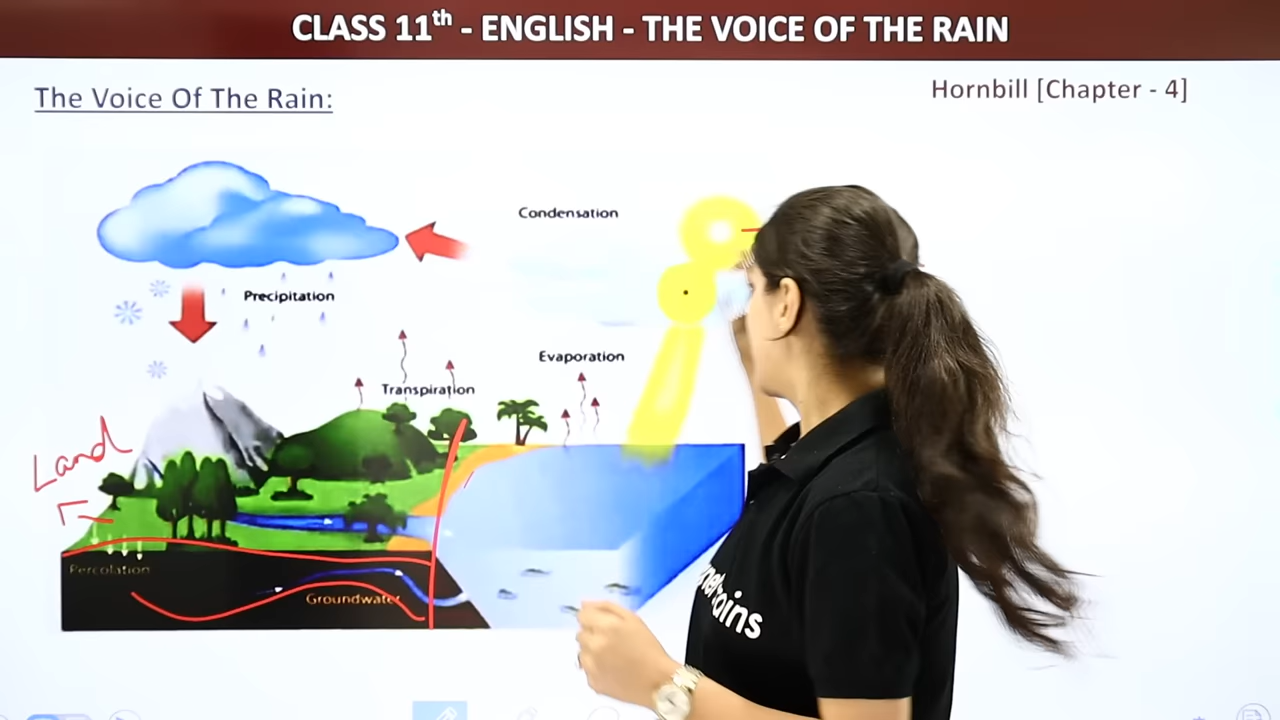 CLASS 11th - ENGLISH - THE VOICE OF THE RAIN
The Voice Of The Rain:
Hornbill [Chapter - 4]
Condensation
Precipitation
Evaporation
Transpiration
Land
Percolation
Groundwater